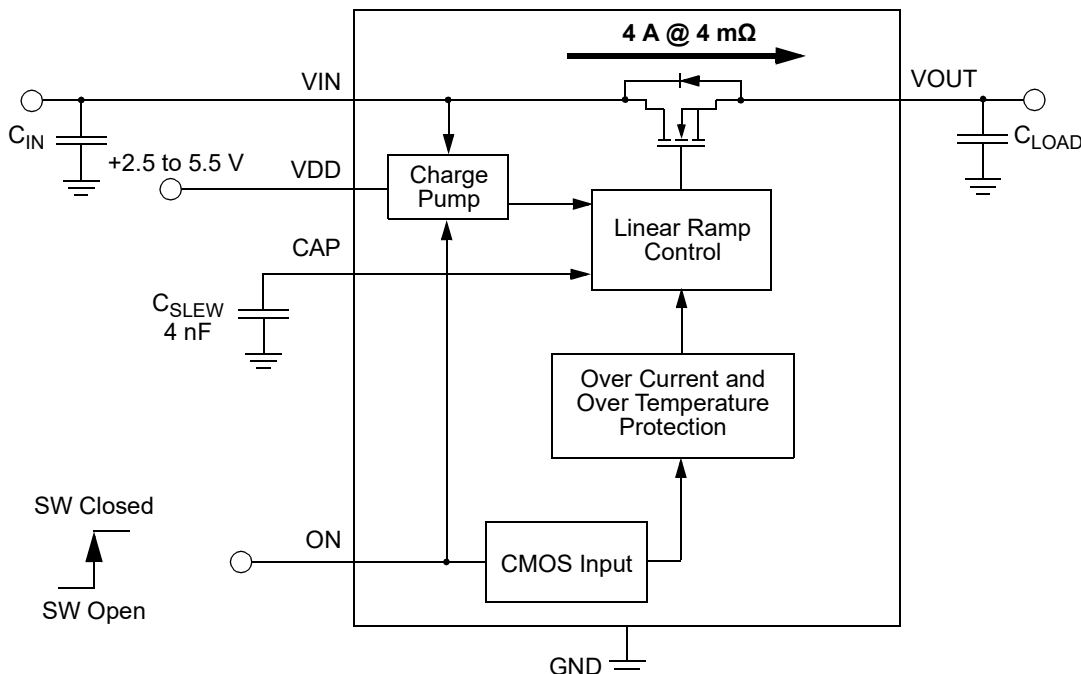 4 A @ 4 mΩ
VIN
VOUT
C_IN
C_LOAD
+2.5 to 5.5 V
VDD
Charge
Pump
Linear Ramp
Control
CAP
C_SLEW
4 nF
Over Current and
Over Temperature
Protection
SW Closed
ON
CMOS Input
SW Open
GND